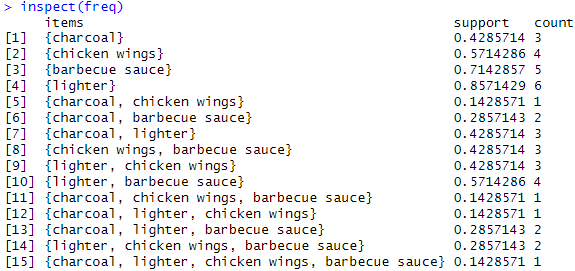 > inspect(freq)
items support count
[1] {charcoal} 0.4285714 3
[2] {chicken wings} 0.5714286 4
[3] {barbecue sauce} 0.7142857 5
[4] {lighter} 0.8571429 6
[5] {charcoal, chicken wings} 0.1428571 1
[6] {charcoal, barbecue sauce} 0.2857143 2
[7] {charcoal, lighter} 0.4285714 3
[8] {chicken wings, barbecue sauce} 0.4285714 3
[9] {lighter, chicken wings} 0.4285714 3
[10] {lighter, barbecue sauce} 0.5714286 4
[11] {charcoal, chicken wings, barbecue sauce} 0.1428571 1
[12] {charcoal, lighter, chicken wings} 0.1428571 1
[13] {charcoal, lighter, barbecue sauce} 0.2857143 2
[14] {lighter, chicken wings, barbecue sauce} 0.2857143 2
[15] {charcoal, lighter, chicken wings, barbecue sauce} 0.1428571 1